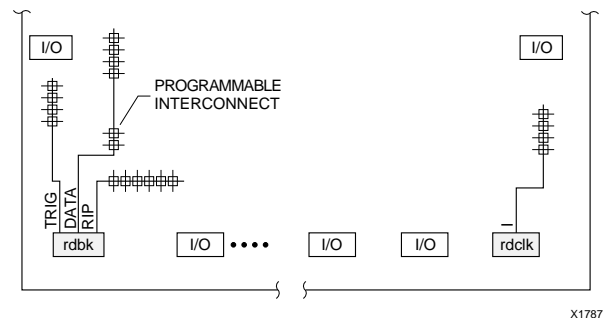 I/O
I/O
PROGRAMMABLE
INTERCONNECT
TRIG
DATA
RIP
I
rdbk
I/O
I/O
I/O
rdclk
X1787